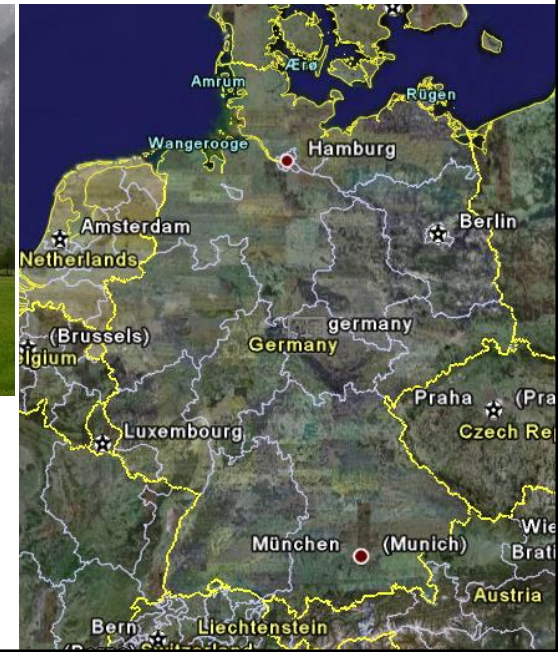 Amrum
Ærø
Rügen
Wangerooge
Hamburg
Amsterdam
Berlin
Netherlands
germany
(Brussels)
Germany
lgium
Praha (Pra
Czech Re
Luxembourg
Wie
München (Munich)
Brati
Austria
Bern
Liechtenstein